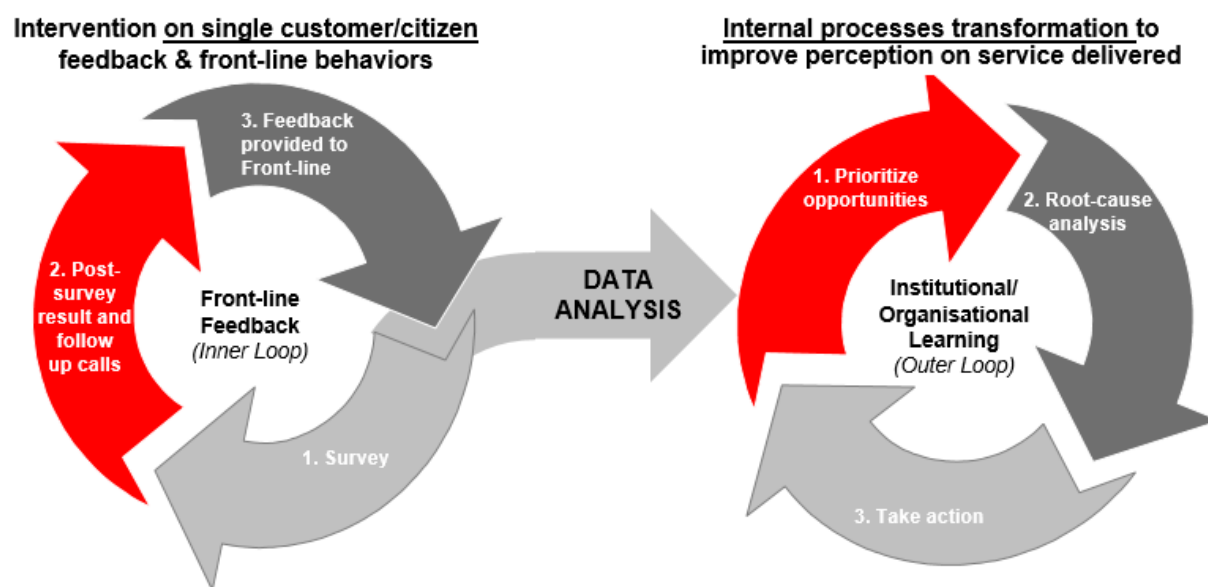 Intervention on single customer/citizen
feedback & front-line behaviors
3. Feedback
provided to
Front-line
2. Post-
survey
result and
follow
up calls
Front-line
Feedback
(Inner Loop)
1. Survey
DATA
ANALYSIS
Internal processes transformation to
improve perception on service delivered
1. Prioritize
opportunities
2. Root-cause
analysis
Institutional/
Organisational
Learning
(Outer Loop)
3. Take action